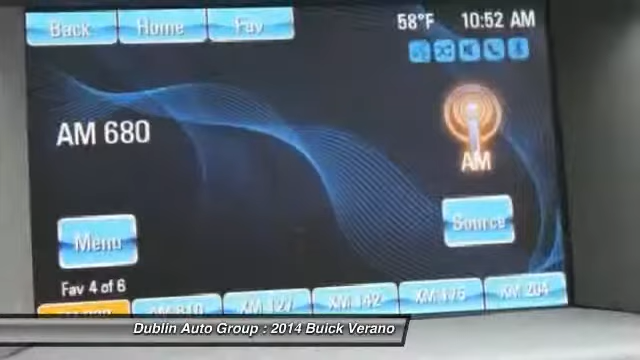 Back Home Fav 58°F 10:52 AM
AM 680
AM
Menu Source
Fav 4 of 6
XM 127 XM 142 XM 175 XM 204
Dublin Auto Group : 2014 Buick Verano